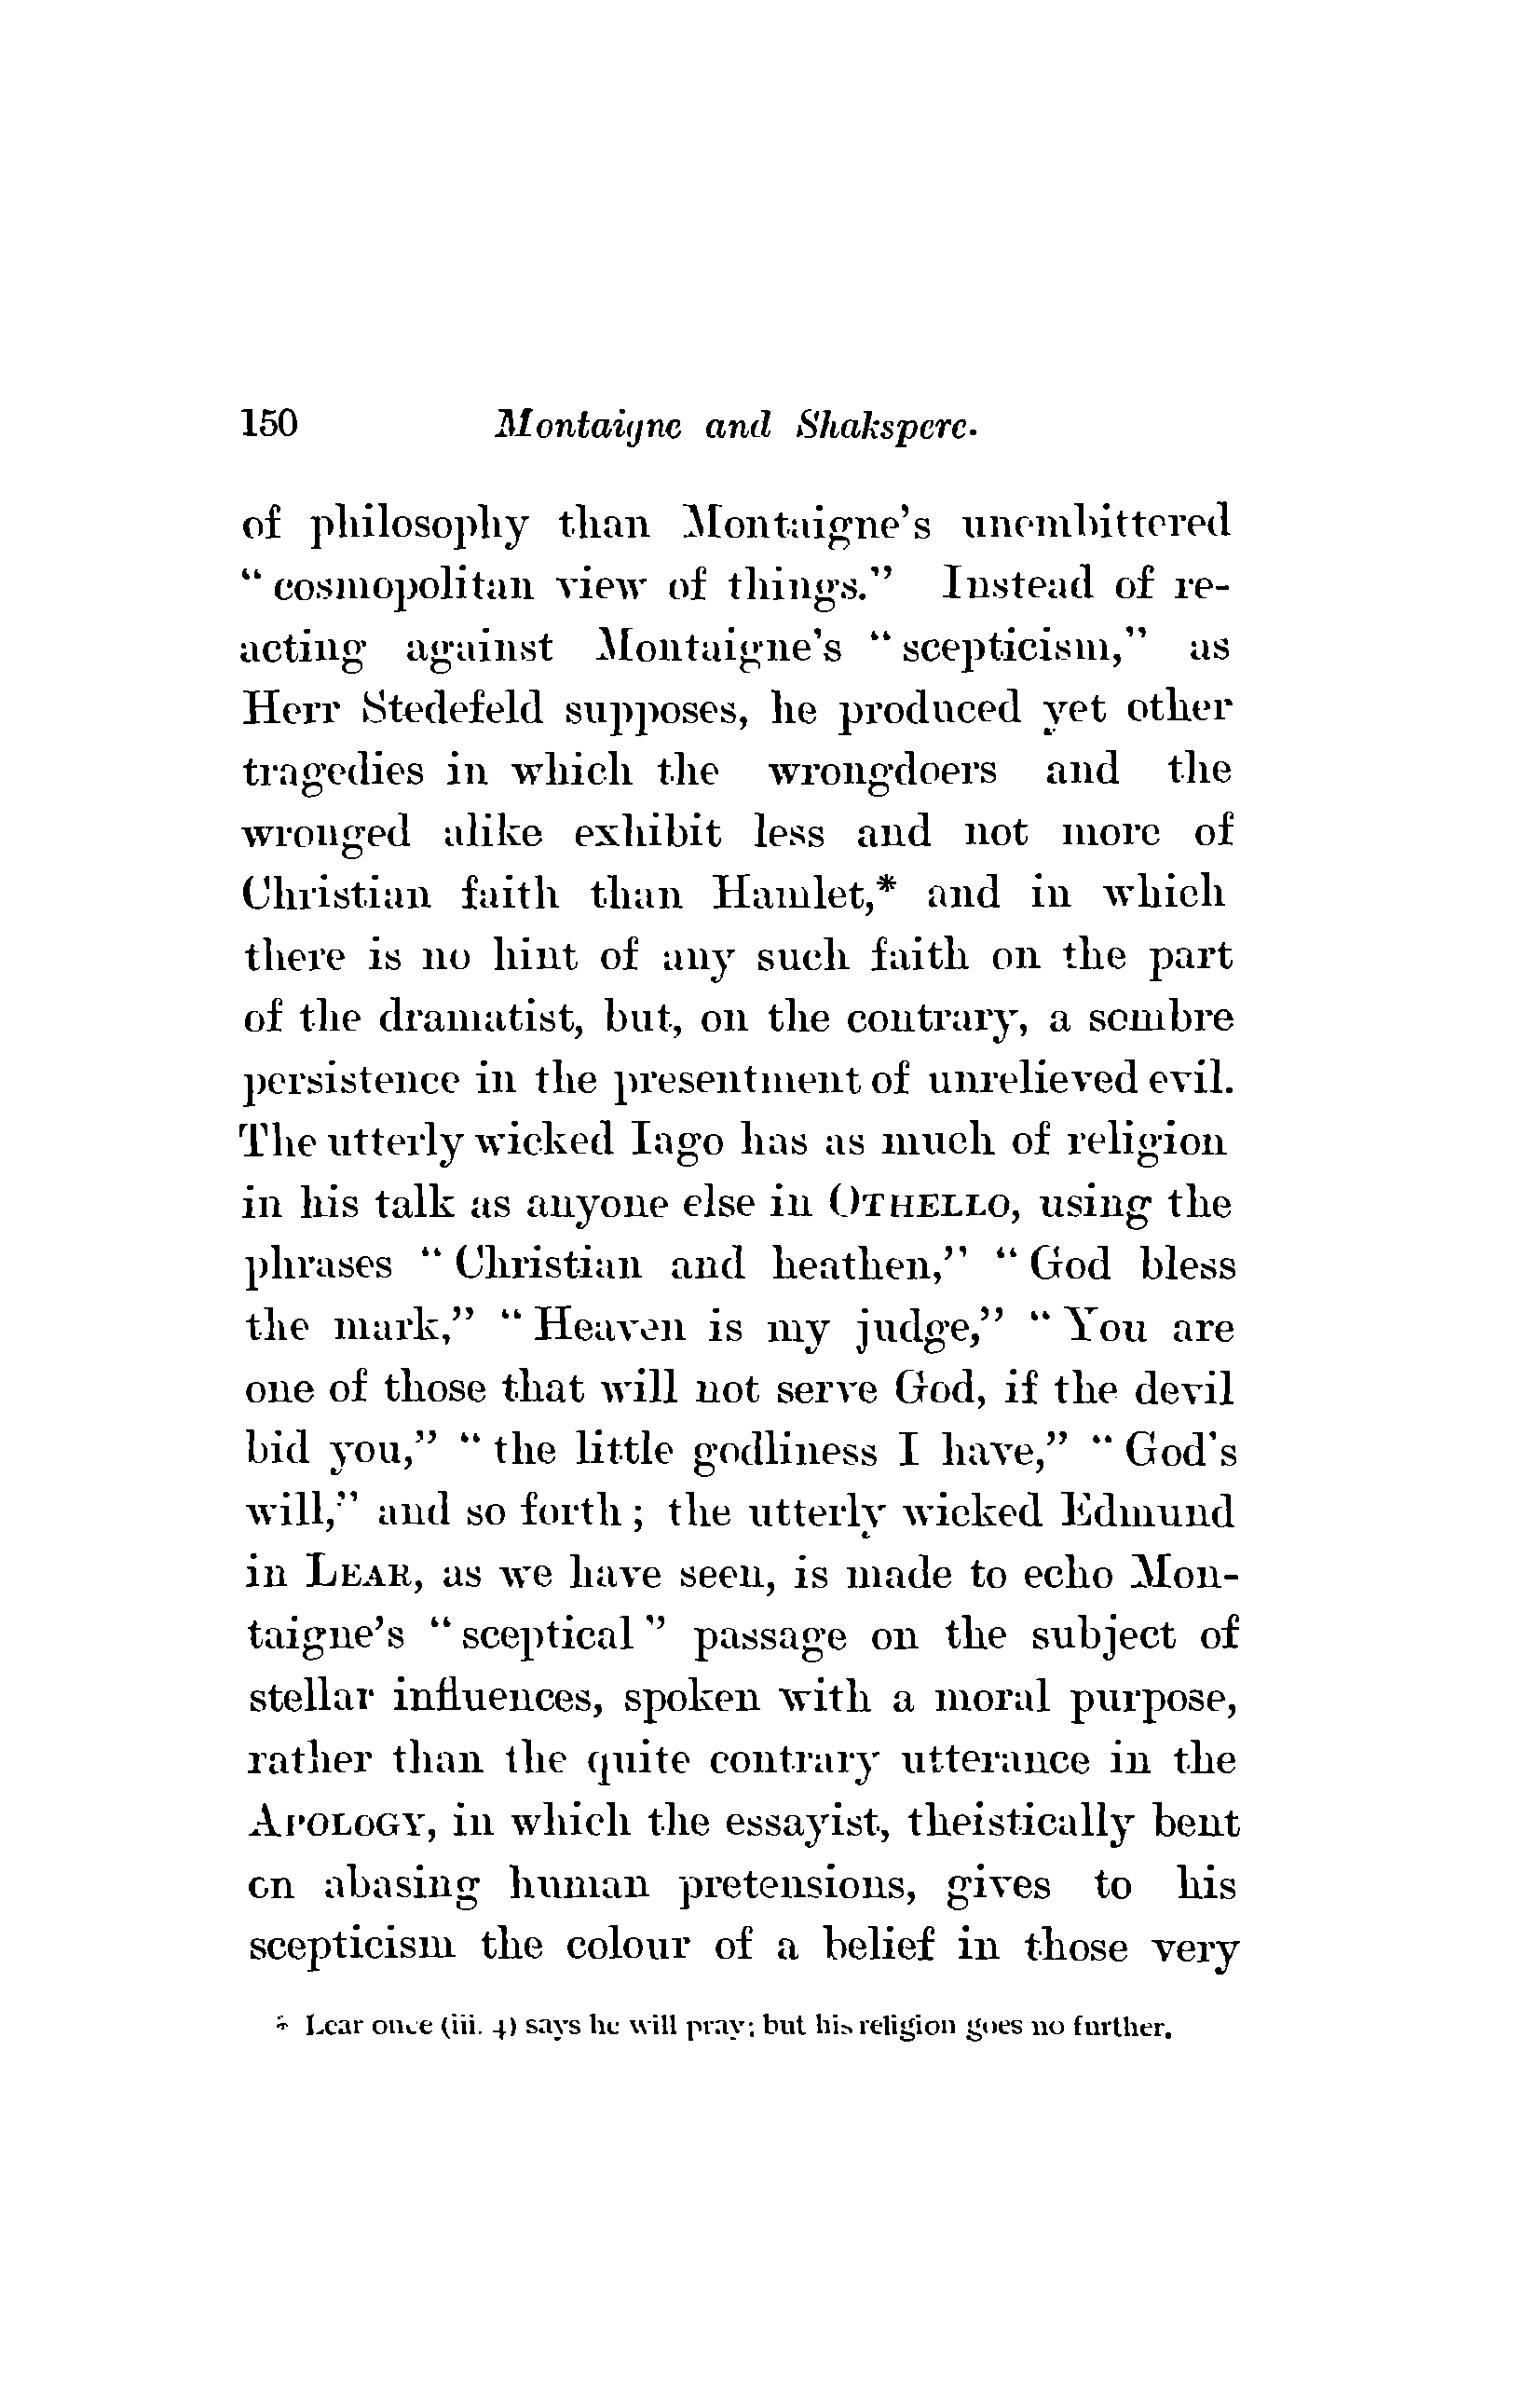 150 Montaigne and Shakspere.
of philosophy than Montaigne's unembittered
"cosmopolitan view of things." Instead of re-
acting against Montaigne's "scepticism," as
Herr Stedefeld supposes, he produced yet other
tragedies in which the wrongdoers and the
wronged alike exhibit less and not more of
Christian faith than Hamlet,* and in which
there is no hint of any such faith on the part
of the dramatist, but, on the contrary, a sombre
persistence in the presentment of unrelieved evil.
The utterly wicked Iago has as much of religion
in his talk as anyone else in OTHELLO, using the
phrases "Christian and heathen," "God bless
the mark," "Heaven is my judge," "You are
one of those that will not serve God, if the devil
bid you," "the little godliness I have," "God's
will," and so forth; the utterly wicked Edmund
in LEAR, as we have seen, is made to echo Mon-
taigne's "sceptical" passage on the subject of
stellar influences, spoken with a moral purpose,
rather than the quite contrary utterance in the
APOLOGY, in which the essayist, theistically bent
on abasing human pretensions, gives to his
scepticism the colour of a belief in those very
* Lear once (iii. 4) says he will pray; but his religion goes no further.